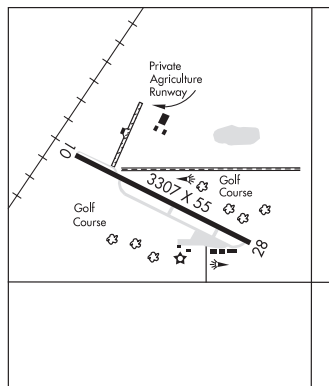 Private
Agriculture
Runway
10
3307 X 55
Golf
Course
Golf
Course
28